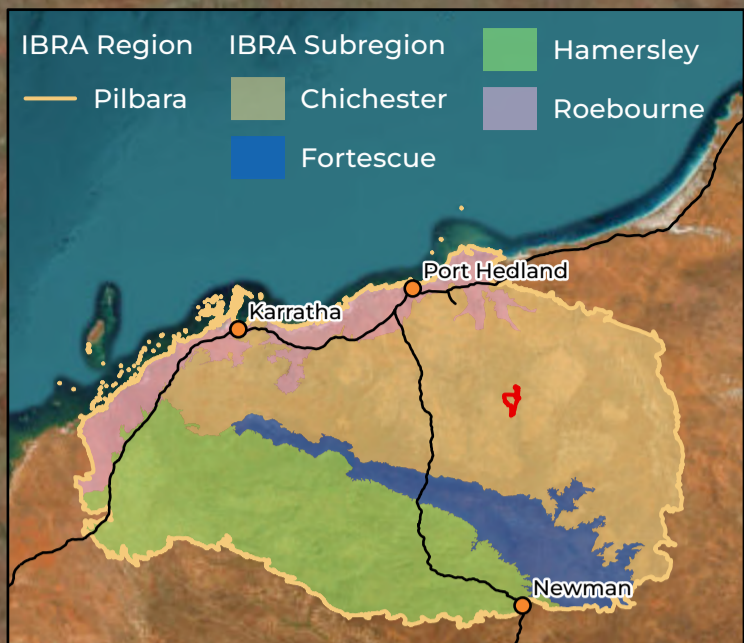 IBRA Region
Pilbara
IBRA Subregion
Chichester
Fortescue
Hamersley
Roebourne
Port Hedland
Karratha
Newman